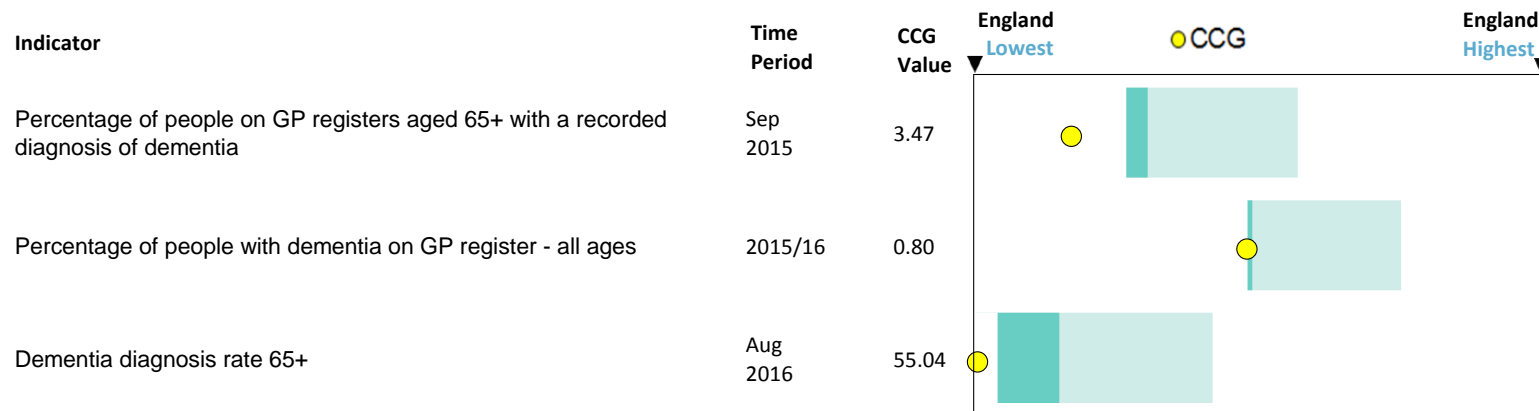 Indicator
Time
Period
CCG
Value
England
Lowest
CCG
England
Highest
Percentage of people on GP registers aged 65+ with a recorded
diagnosis of dementia
Sep
2015
3.47
Percentage of people with dementia on GP register - all ages
2015/16
0.80
Dementia diagnosis rate 65+
Aug
2016
55.04